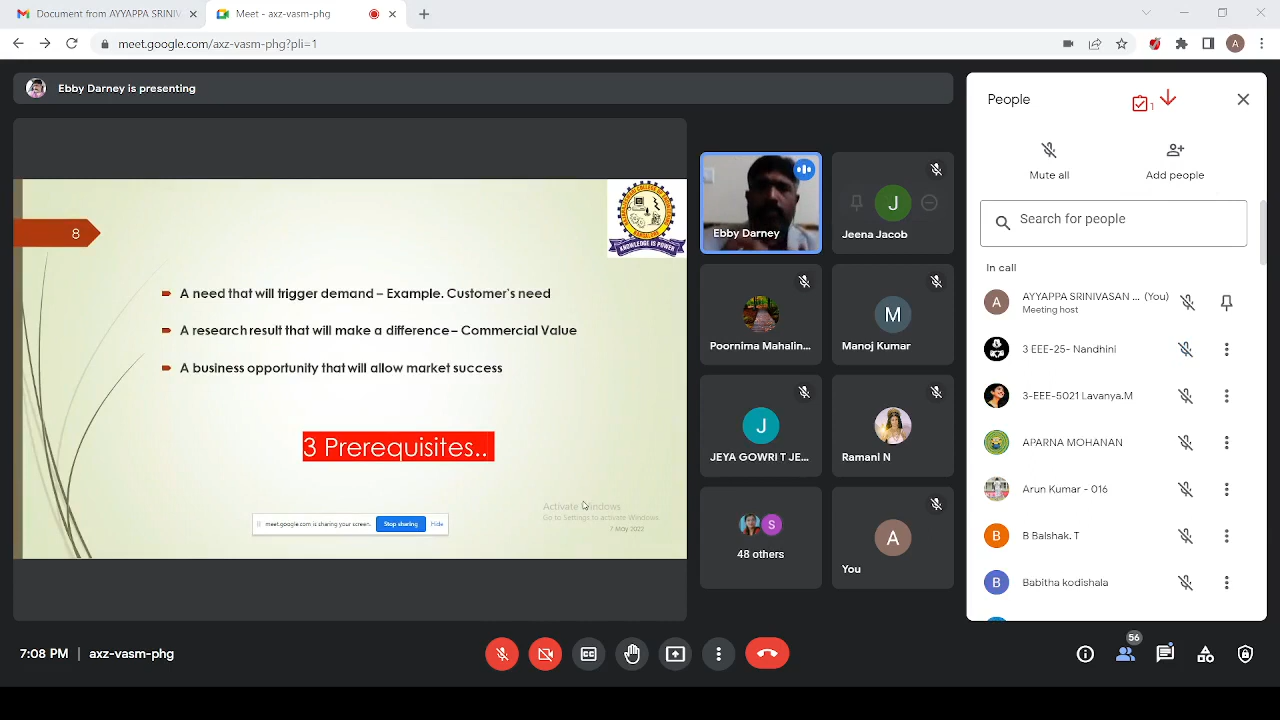 Document from AYYAPPA SRINIV
Meet - axz-vasm-phg
meet.google.com/axz-vasm-phg?pli=1
A
Ebby Darney is presenting
8
KNOWLEDGE IS POWER
A need that will trigger demand – Example. Customer's need
A research result that will make a difference – Commercial Value
A business opportunity that will allow market success
3 Prerequisites..
Activate Windows
Go to Settings to activate Windows.
7 May 2022
meet.google.com is sharing your screen.
Stop sharing
Hide
Ebby Darney
J
Jeena Jacob
Poornima Mahalin...
M
Manoj Kumar
J
JEYA GOWRI T JE...
Ramani N
S
48 others
A
You
People
1
Mute all
Add people
Search for people
In call
A
AYYAPPA SRINIVASAN ... (You)
Meeting host
3 EEE-25- Nandhini
3-EEE-5021 Lavanya.M
APARNA MOHANAN
Arun Kumar - 016
B
B Balshak. T
B
Babitha kodishala
7:08 PM | axz-vasm-phg
56